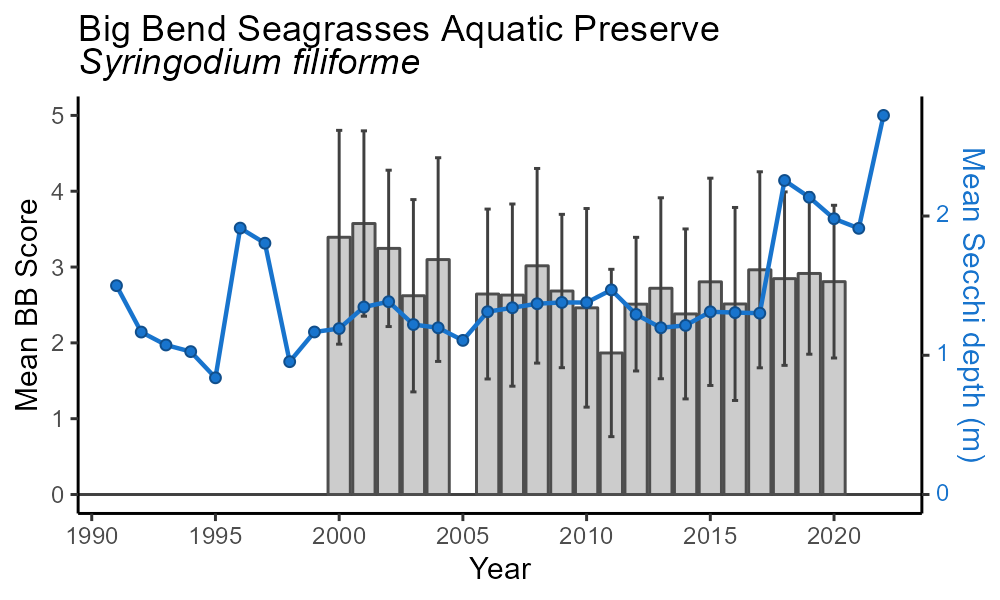 Big Bend Seagrasses Aquatic Preserve
Syringodium filiforme
Mean BB Score
5
4
3
2
1
0
2
1
0
Mean Secchi depth (m)
1990 1995 2000 2005 2010 2015 2020
Year